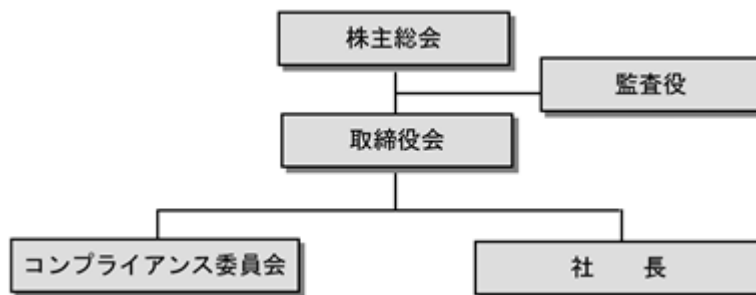 株主総会
監査役
取締役会
コンプライアンス委員会
社　長